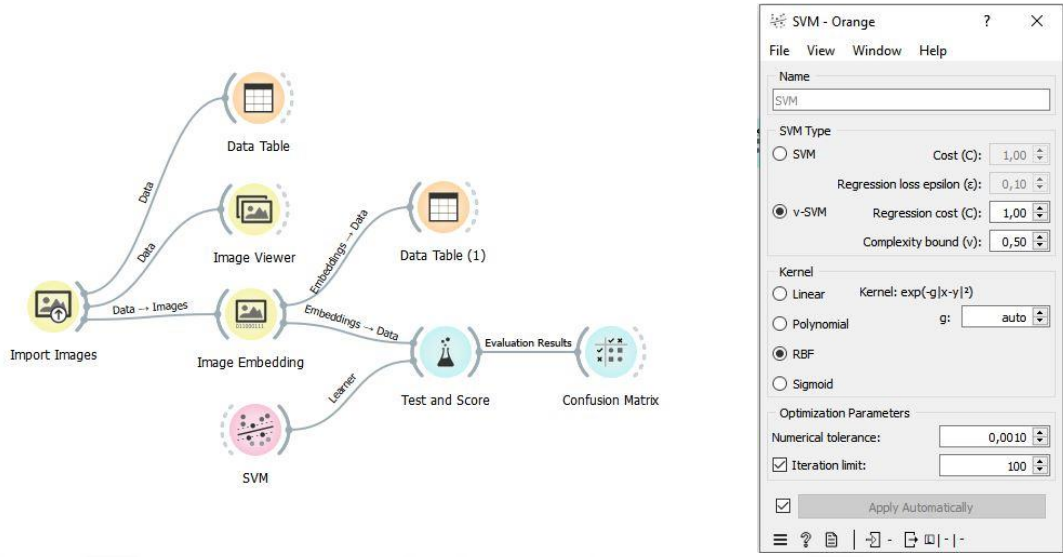 Data Table
Data
Image Viewer
Data
Embeddings → Data
Data Table (1)
Data → Images
Import Images
Image Embedding
Embeddings → Data
Learner
Test and Score
Evaluation Results
Confusion Matrix
SVM
SVM - Orange ? ×
File View Window Help
Name
SVM
SVM Type
SVM Cost (C): 1,00
Regression loss epsilon (ε): 0,10
v-SVM Regression cost (C): 1,00
Complexity bound (ν): 0,50
Kernel
Linear Kernel: exp(-g|x-y|²)
Polynomial g: auto
RBF
Sigmoid
Optimization Parameters
Numerical tolerance: 0,0010
Iteration limit: 100
Apply Automatically